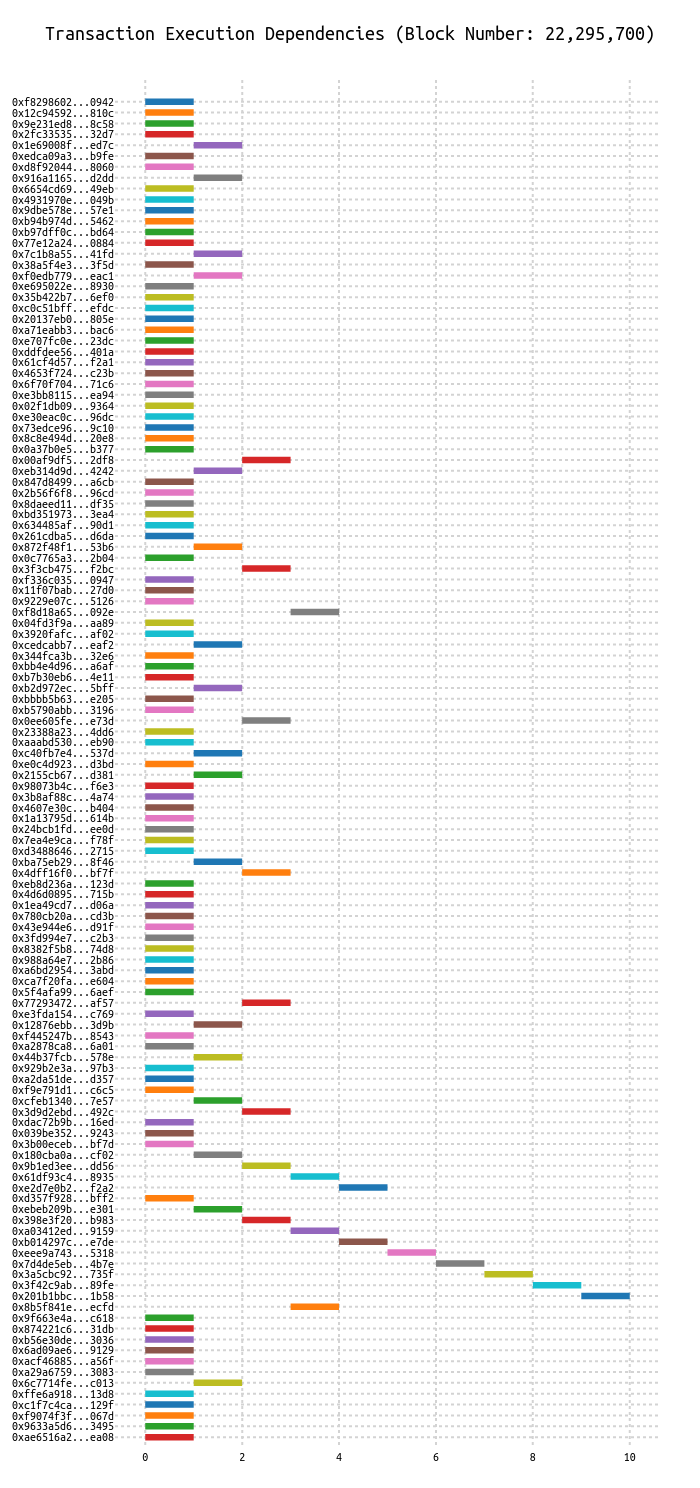 Transaction Execution Dependencies (Block Number: 22,295,700)
0xf8298602...0942
0x12c94592...810c
0x9e231ed8...8c58
0x2fc33535...32d7
0x1e69008f...ed7c
0xedca09a3...b9fe
0xd8f92044...8060
0x916a1165...d2dd
0x6654cd69...49eb
0x4931970e...049b
0x9dbe578e...57e1
0xb94b974d...5462
0xb97dff0c...bd64
0x77e12a24...0884
0x7c1b8a55...41fd
0x38a5f4e3...3f5d
0xf0edb779...eac1
0xe695022e...8930
0x35b422b7...6ef0
0xc0c51bff...efdc
0x20137eb0...805e
0xa71eabb3...bac6
0xe707fc0e...23dc
0xddfdee56...401a
0x61cf4d57...f2a1
0x4653f724...c23b
0x6f70f704...71c6
0xe3bb8115...ea94
0x02f1db09...9364
0xe30eac0c...96dc
0x73edce96...9c10
0x8c8e494d...20e8
0x0a37b0e5...b377
0x00af9df5...2df8
0xeb314d9d...4242
0x847d8499...a6cb
0x2b56f6f8...96cd
0x8daeed11...df35
0xbd351973...3ea4
0x634485af...90d1
0x261cdba5...d6da
0x872f48f1...53b6
0x0c7765a3...2b04
0x3f3cb475...f2bc
0xf336c035...0947
0x11f07bab...27d0
0x9229e07c...5126
0xf8d18a65...092e
0x04fd3f9a...aa89
0x3920fafc...af02
0xcedcabb7...eaf2
0x344fca3b...32e6
0xbb4e4d96...a6af
0xb7b30eb6...4e11
0xb2d972ec...5bff
0xbbbb5b63...e205
0xb5790abb...3196
0x0ee605fe...e73d
0x23388a23...4dd6
0xaaabd530...eb90
0xc40fb7e4...537d
0xe0c4d923...d3bd
0x2155cb67...d381
0x98073b4c...f6e3
0x3b8af88c...4a74
0x4607e30c...b404
0x1a13795d...614b
0x24bcb1fd...ee0d
0x7ea4e9ca...f78f
0xd3488646...2715
0xba75eb29...8f46
0x4dff16f0...bf7f
0xeb8d236a...123d
0x4d6d0895...715b
0x1ea49cd7...d06a
0x780cb20a...cd3b
0x43e944e6...d91f
0x3fd994e7...c2b3
0x8382f5b8...74d8
0x988a64e7...2b86
0xa6bd2954...3abd
0xca7f20fa...e604
0x5f4afa99...6aef
0x77293472...af57
0xe3fda154...c769
0x12876ebb...3d9b
0xf445247b...8543
0xa2878ca8...6a01
0x44b37fcb...578e
0x929b2e3a...97b3
0xa2da51de...d357
0xf9e791d1...c6c5
0xcfeb1340...7e57
0x3d9d2ebd...492c
0xdac72b9b...16ed
0x039be352...9243
0x3b00eceb...bf7d
0x180cba0a...cf02
0x9b1ed3ee...dd56
0x61df93c4...8935
0xe2d7e0b2...f2a2
0xd357f928...bff2
0xebeb209b...e301
0x398e3f20...b983
0xa03412ed...9159
0xb014297c...e7de
0xeee9a743...5318
0x7d4de5eb...4b7e
0x3a5cbc92...735f
0x3f42c9ab...89fe
0x201b1bbc...1b58
0x8b5f841e...ecfd
0x9f663e4a...c618
0x874221c6...31db
0xb56e30de...3036
0x6ad09ae6...9129
0xacf46885...a56f
0xa29a6759...3083
0x6c7714fe...c013
0xffe6a918...13d8
0xc1f7c4ca...129f
0xf9074f3f...067d
0x9633a5d6...3495
0xae6516a2...ea08
0 2 4 6 8 10